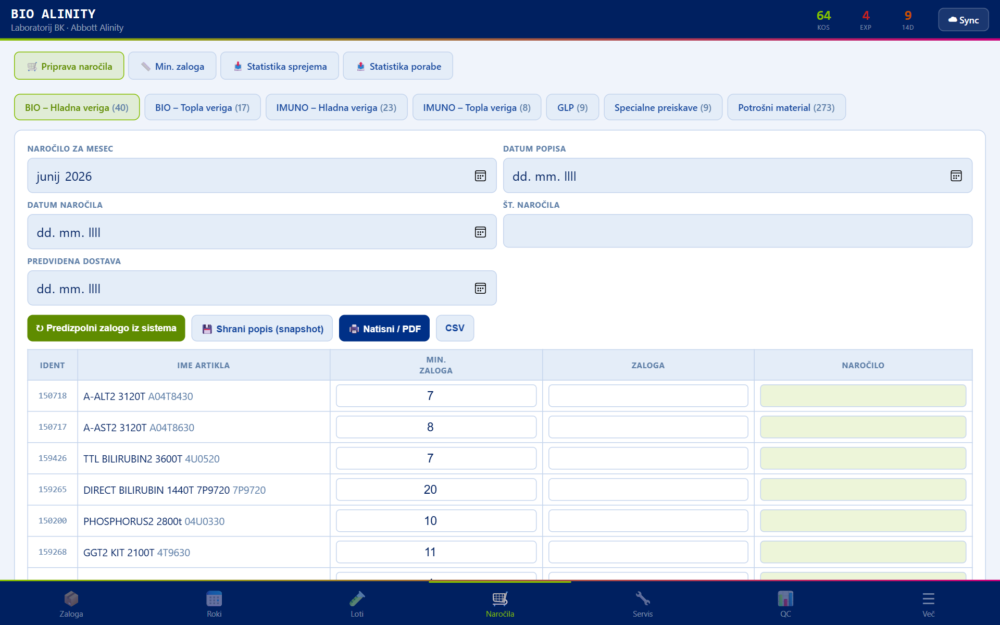 BIO ALINITY
Laboratorij BK · Abbott Alinity
64 KOS
4 EXP
9 14D
Sync
Priprava naročila
Min. zaloga
Statistika sprejema
Statistika porabe
BIO – Hladna veriga (40)
BIO – Topla veriga (17)
IMUNO – Hladna veriga (23)
IMUNO – Topla veriga (8)
GLP (9)
Specialne preiskave (9)
Potrošni material (273)
NAROČILO ZA MESEC
junij 2026
DATUM POPISA
dd. mm. llll
DATUM NAROČILA
dd. mm. llll
ŠT. NAROČILA
PREDVIDENA DOSTAVA
dd. mm. llll
↻ Predizpolni zalogo iz sistema
Shrani popis (snapshot)
Natisni / PDF
CSV
IDENT
IME ARTIKLA
MIN. ZALOGA
ZALOGA
NAROČILO
150718 A-ALT2 3120T A04T8430 7
150717 A-AST2 3120T A04T8630 8
159426 TTL BILIRUBIN2 3600T 4U0520 7
159265 DIRECT BILIRUBIN 1440T 7P9720 7P9720 20
150200 PHOSPHORUS2 2800t 04U0330 10
159268 GGT2 KIT 2100T 4T9630 11
Zaloga
Roki
Loti
Naročila
Servis
QC
Več